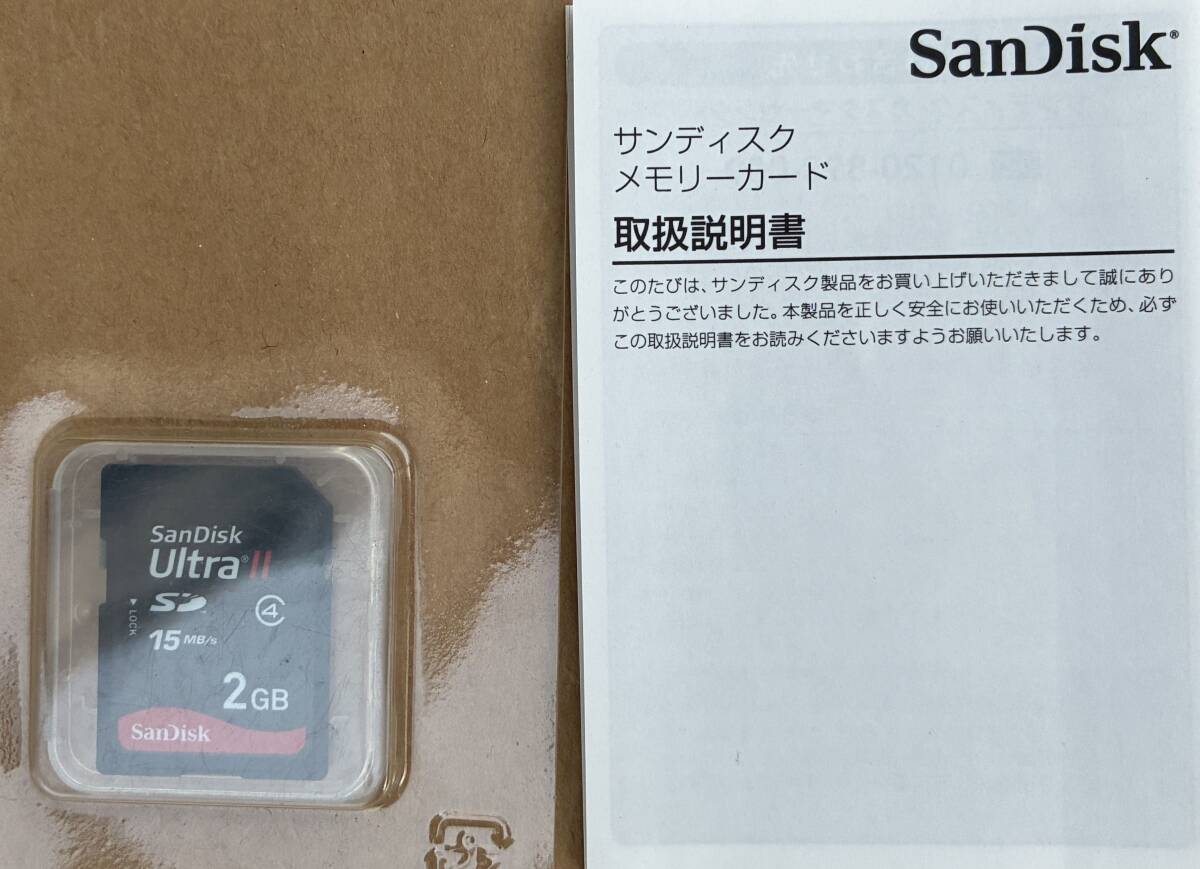 SanDisk®
サンディスク
メモリーカード
取扱説明書
このたびは、サンディスク製品をお買い上げいただきまして誠にあり
がとうございました。本製品を正しく安全にお使いいただくため、必ず
この取扱説明書をお読みくださいますようお願いいたします。
SanDisk
Ultra® II
SD 4
LOCK
15 MB/s
2 GB
SanDisk